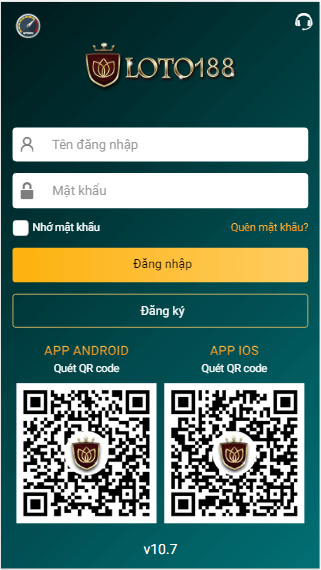 LOTO188
Tên đăng nhập
Mật khẩu
Nhớ mật khẩu
Quên mật khẩu?
Đăng nhập
Đăng ký
APP ANDROID
APP IOS
Quét QR code
Quét QR code
v10.7